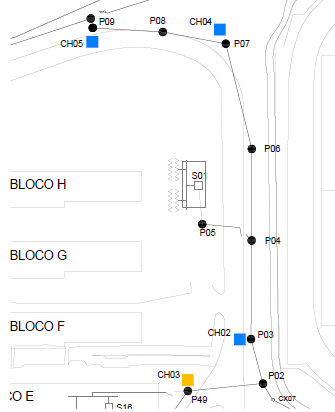 P09
P08
CH04
CH05
P07
P06
S01
BLOCO H
P05
P04
BLOCO G
BLOCO F
CH02
P03
CH03
P02
CO E
P49
CX07
S16